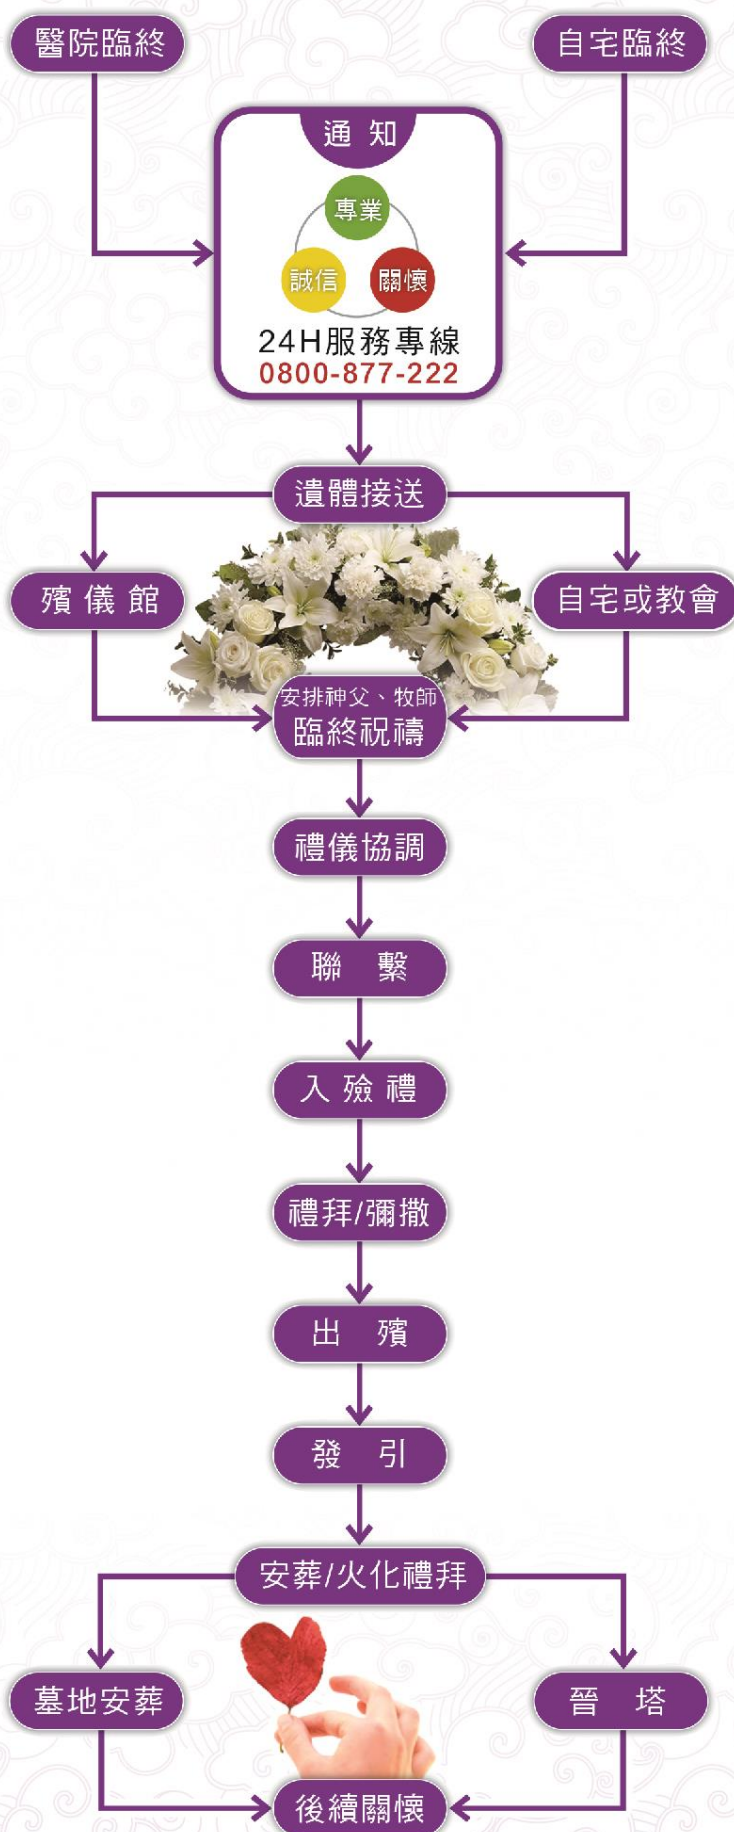 醫院臨終
自宅臨終
通 知
專業
誠信
關懷
24H服務專線
0800-877-222
遺體接送
殯 儀 館
自宅或教會
安排神父、牧師
臨終祝禱
禮儀協調
聯 繫
入 殮 禮
禮拜/彌撒
出 殯
發 引
安葬/火化禮拜
墓地安葬
晉 塔
後續關懷